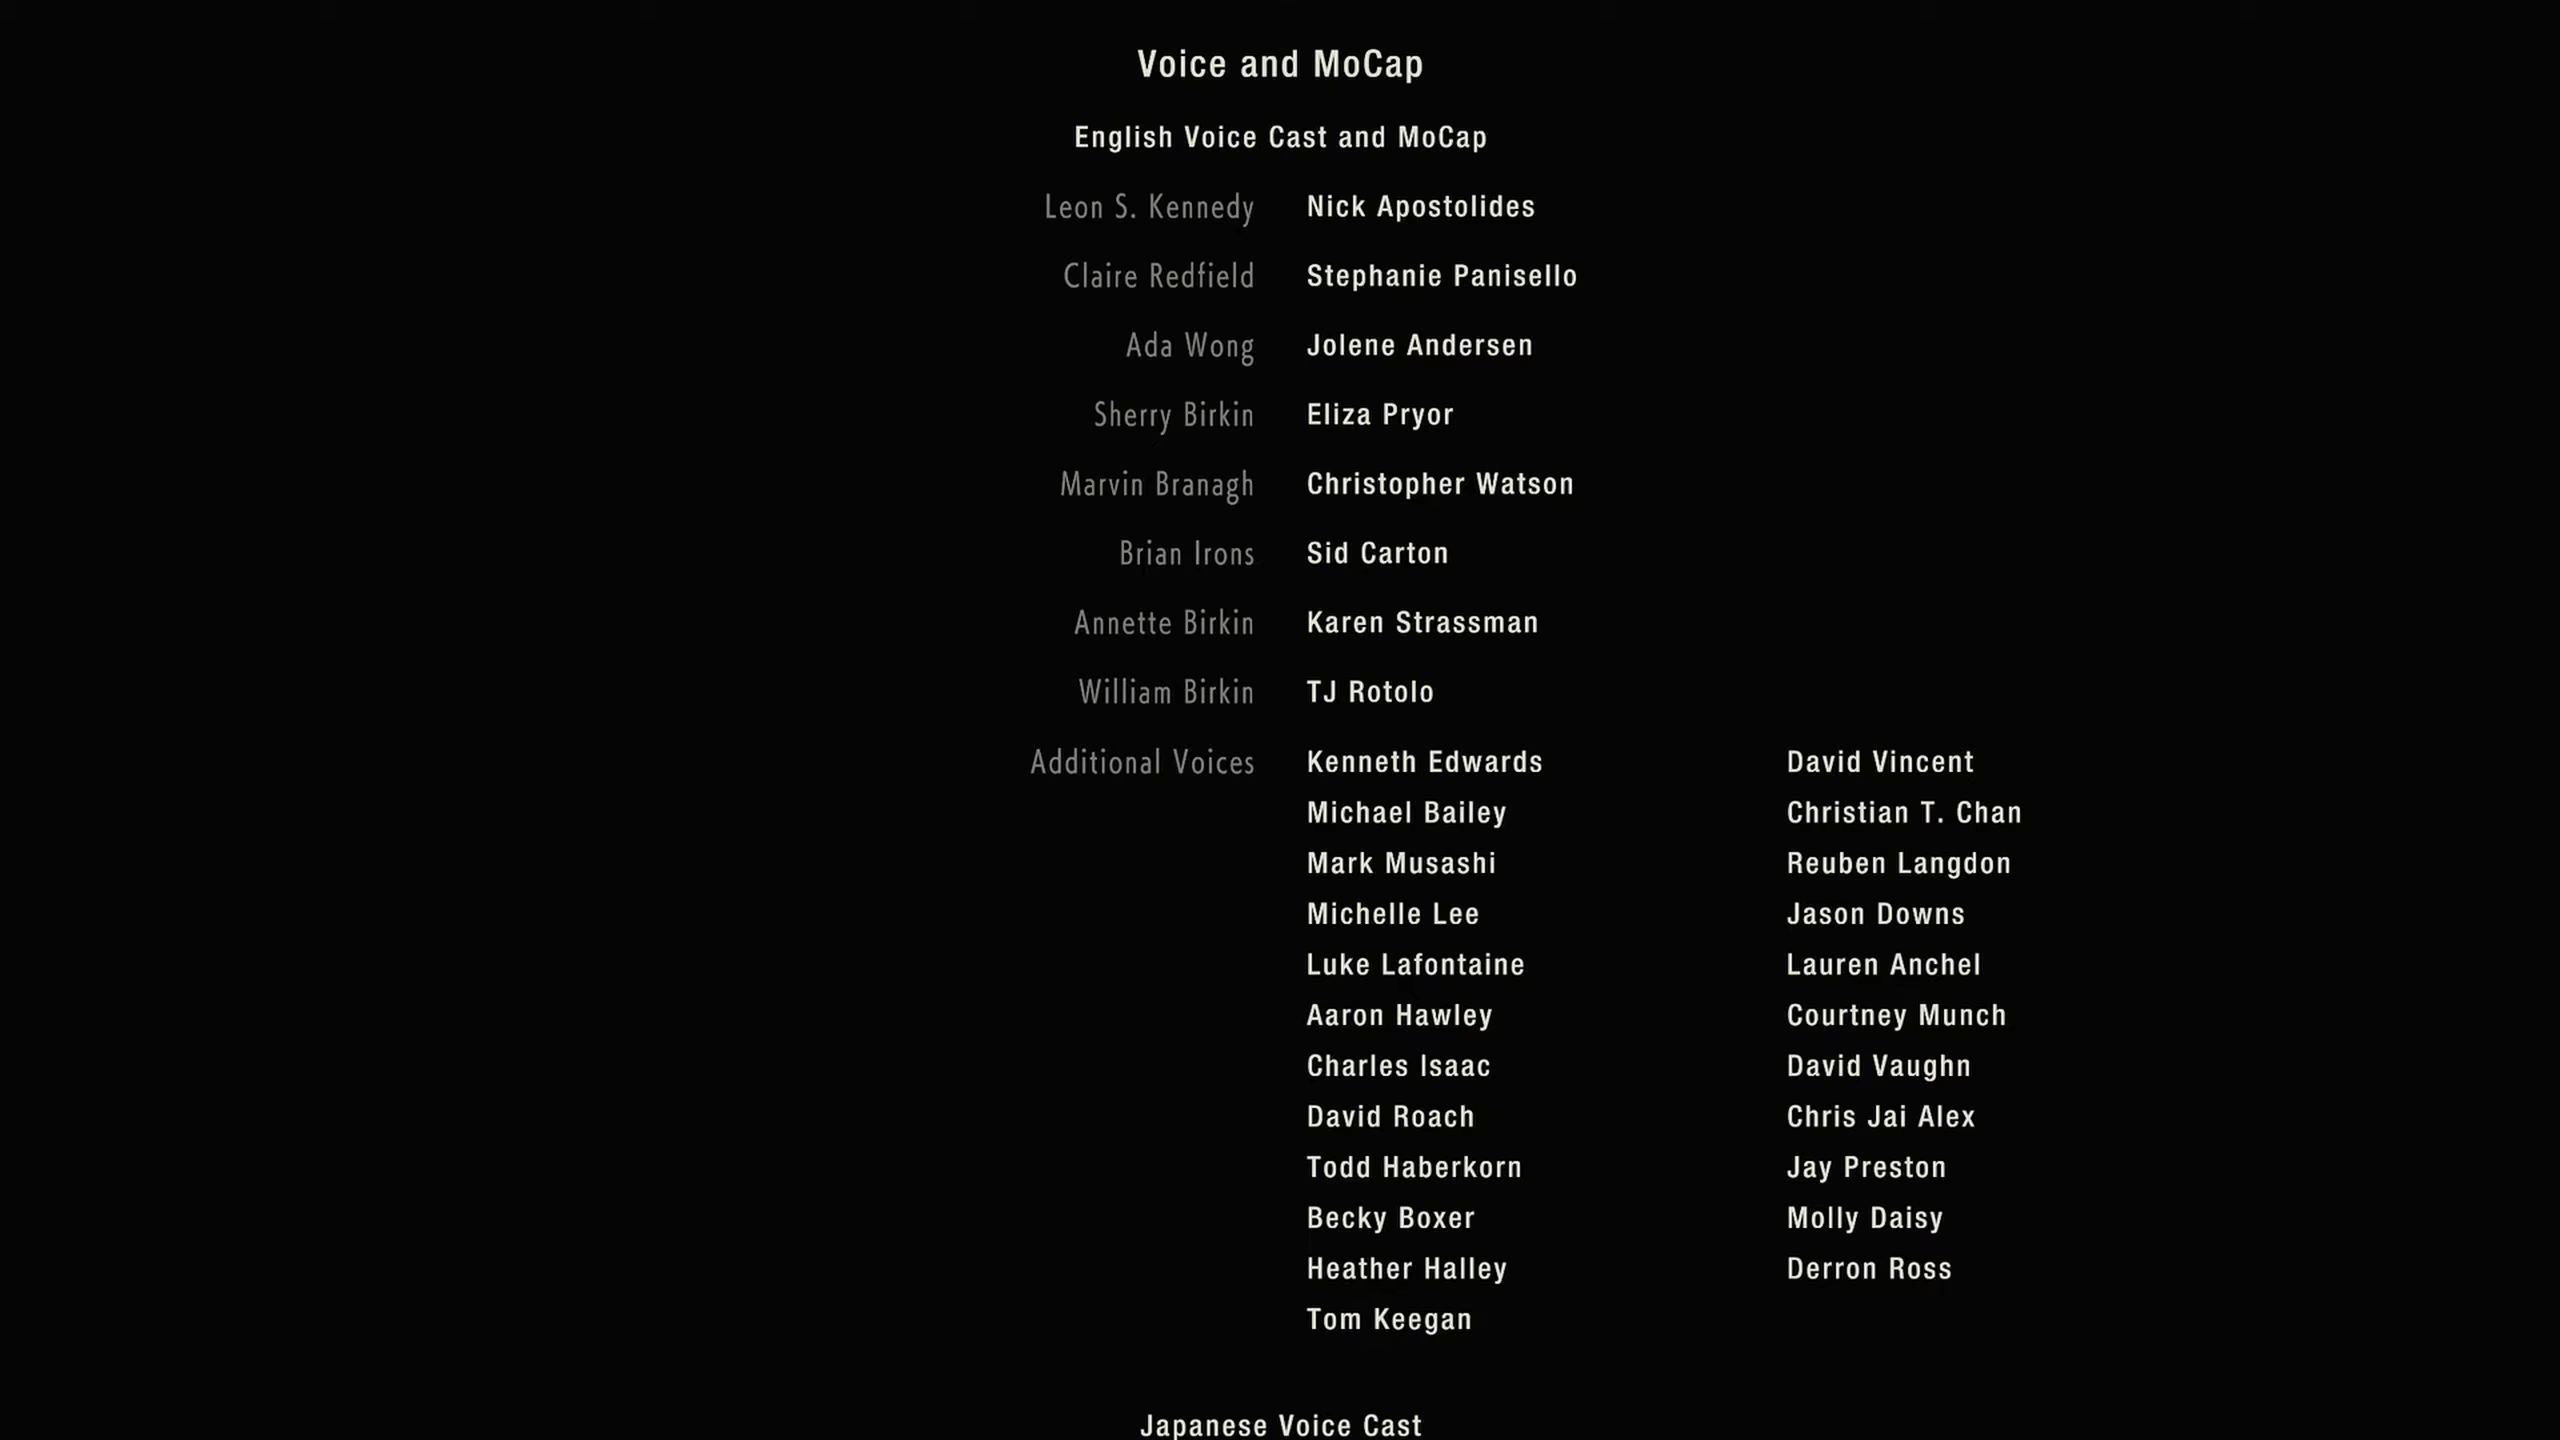 Voice and MoCap
English Voice Cast and MoCap
Leon S. Kennedy Nick Apostolides
Claire Redfield Stephanie Panisello
Ada Wong Jolene Andersen
Sherry Birkin Eliza Pryor
Marvin Branagh Christopher Watson
Brian Irons Sid Carton
Annette Birkin Karen Strassman
William Birkin TJ Rotolo
Additional Voices Kenneth Edwards David Vincent
Michael Bailey Christian T. Chan
Mark Musashi Reuben Langdon
Michelle Lee Jason Downs
Luke Lafontaine Lauren Anchel
Aaron Hawley Courtney Munch
Charles Isaac David Vaughn
David Roach Chris Jai Alex
Todd Haberkorn Jay Preston
Becky Boxer Molly Daisy
Heather Halley Derron Ross
Tom Keegan
Japanese Voice Cast